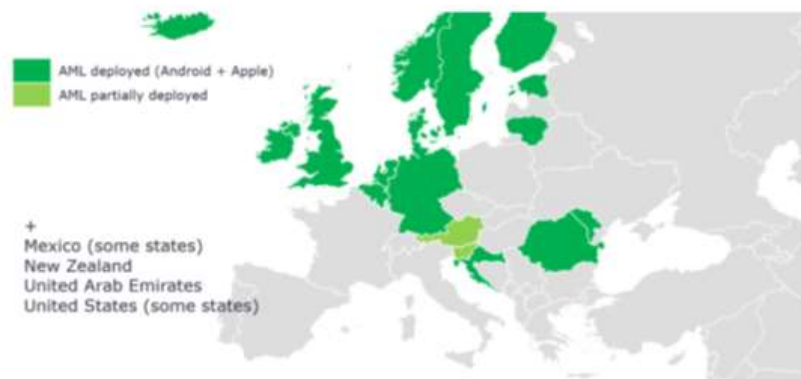 AML deployed (Android + Apple)
AML partially deployed
+
Mexico (some states)
New Zealand
United Arab Emirates
United States (some states)